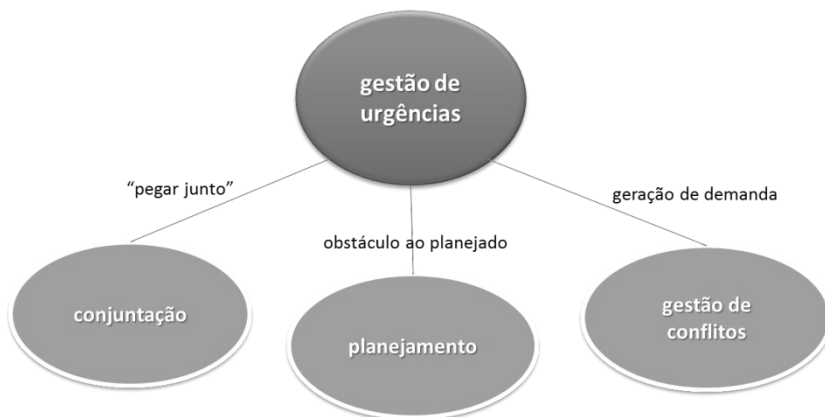 gestão de
urgências
“pegar junto”
geração de demanda
obstáculo ao planejado
conjuntação
gestão de
conflitos
planejamento